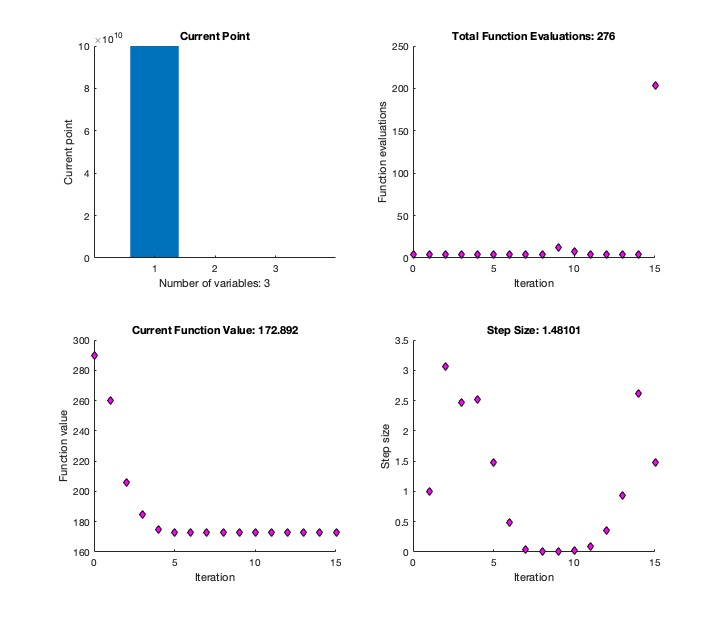 Current Point
×10^10
10
8
6
4
2
0
Current point
1 2 3
Number of variables: 3
Total Function Evaluations: 276
250
200
150
100
50
0
Function evaluations
0 5 10 15
Iteration
Current Function Value: 172.892
300
280
260
240
220
200
180
160
Function value
0 5 10 15
Iteration
Step Size: 1.48101
3.5
3
2.5
2
1.5
1
0.5
0
Step size
0 5 10 15
Iteration